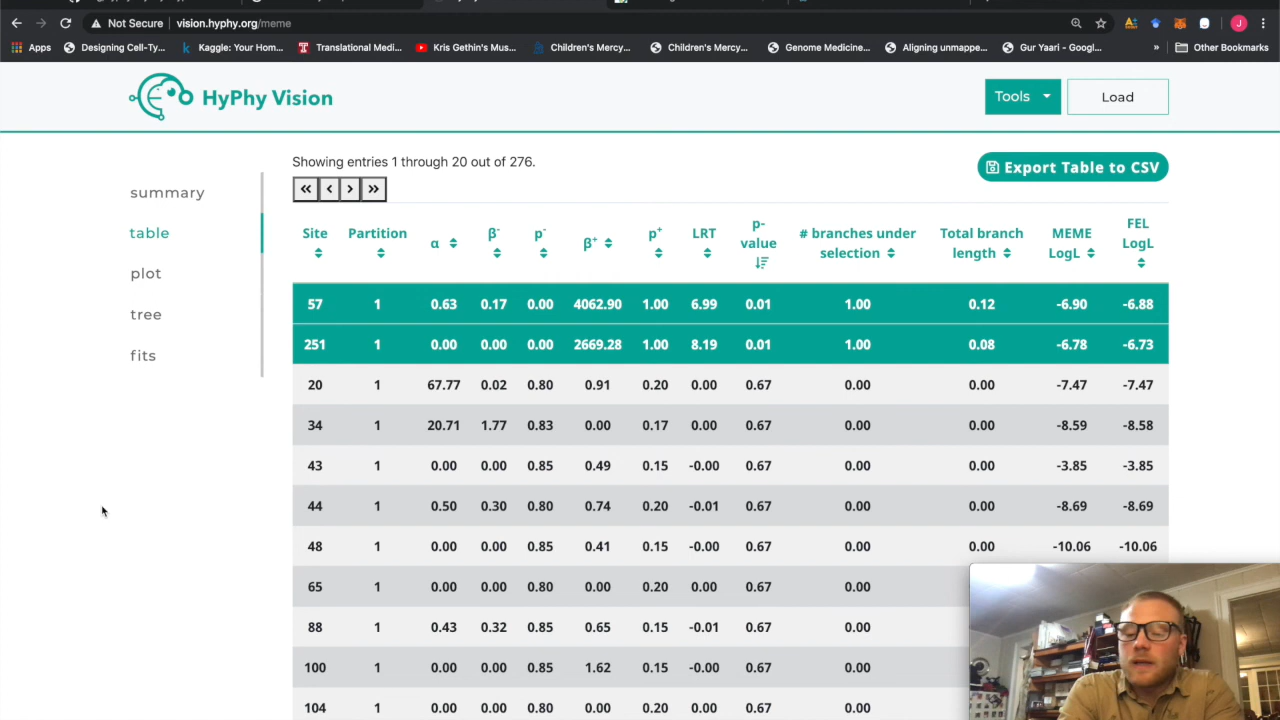 Not Secure | vision.hyphy.org/meme
Apps Designing Cell-Ty... Kaggle: Your Hom... Translational Medi... Kris Gethin's Mus... Children's Mercy... Children's Mercy... Genome Medicine... Aligning unmappe... Gur Yaari - Googl... » Other Bookmarks
HyPhy Vision Tools Load
summary
table
plot
tree
fits
Showing entries 1 through 20 out of 276.
« ‹ › »
Export Table to CSV
Site Partition α β⁻ p⁻ β⁺ p⁺ LRT p-value # branches under selection Total branch length MEME LogL FEL LogL
57 1 0.63 0.17 0.00 4062.90 1.00 6.99 0.01 1.00 0.12 -6.90 -6.88
251 1 0.00 0.00 0.00 2669.28 1.00 8.19 0.01 1.00 0.08 -6.78 -6.73
20 1 67.77 0.02 0.80 0.91 0.20 0.00 0.67 0.00 0.00 -7.47 -7.47
34 1 20.71 1.77 0.83 0.00 0.17 0.00 0.67 0.00 0.00 -8.59 -8.58
43 1 0.00 0.00 0.85 0.49 0.15 -0.00 0.67 0.00 0.00 -3.85 -3.85
44 1 0.50 0.30 0.80 0.74 0.20 -0.01 0.67 0.00 0.00 -8.69 -8.69
48 1 0.00 0.00 0.85 0.41 0.15 -0.00 0.67 0.00 0.00 -10.06 -10.06
65 1 0.00 0.00 0.80 0.00 0.20 0.00 0.67 0.00
88 1 0.43 0.32 0.85 0.65 0.15 -0.01 0.67 0.00
100 1 0.00 0.00 0.85 1.62 0.15 -0.00 0.67 0.00
104 1 0.00 0.00 0.80 0.00 0.20 0.00 0.67 0.00